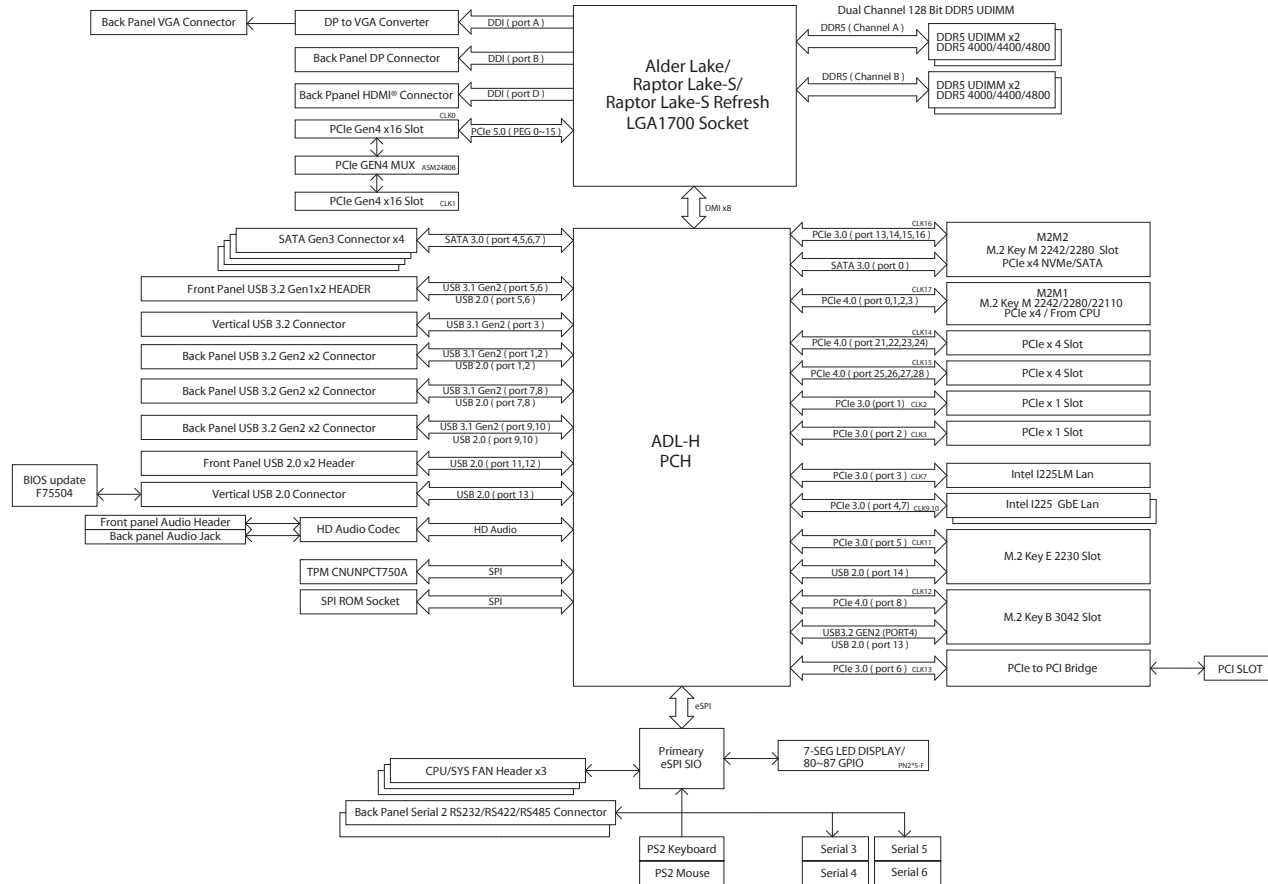 Back Panel VGA Connector
DP to VGA Converter
DDI ( port A )
Back Panel DP Connector
DDI ( port B )
Back Ppanel HDMI® Connector
DDI ( port D )
PCIe Gen4 x16 Slot
CLK0
PCIe 5.0 ( PEG 0~15 )
PCIe GEN4 MUX
ASM2480B
PCIe Gen4 x16 Slot
CLK1
Alder Lake/
Raptor Lake-S/
Raptor Lake-S Refresh
LGA1700 Socket
Dual Channel 128 Bit DDR5 UDIMM
DDR5 ( Channel A )
DDR5 UDIMM x2
DDR5 4000/4400/4800
DDR5 ( Channel B )
DDR5 UDIMM x2
DDR5 4000/4400/4800
DMI x8
SATA Gen3 Connector x4
SATA 3.0 ( port 4,5,6,7 )
Front Panel USB 3.2 Gen1x2 HEADER
USB 3.1 Gen2 ( port 5,6 )
USB 2.0 ( port 5,6 )
Vertical USB 3.2 Connector
USB 3.1 Gen2 ( port 3 )
Back Panel USB 3.2 Gen2 x2 Connector
USB 3.1 Gen2 ( port 1,2 )
USB 2.0 ( port 1,2 )
Back Panel USB 3.2 Gen2 x2 Connector
USB 3.1 Gen2 ( port 7,8 )
USB 2.0 ( port 7,8 )
Back Panel USB 3.2 Gen2 x2 Connector
USB 3.1 Gen2 ( port 9,10 )
USB 2.0 ( port 9,10 )
Front Panel USB 2.0 x2 Header
USB 2.0 ( port 11,12 )
BIOS update
F75504
Vertical USB 2.0 Connector
USB 2.0 ( port 13 )
Front panel Audio Header
Back panel Audio Jack
HD Audio Codec
HD Audio
TPM CNUNPCT750A
SPI
SPI ROM Socket
SPI
ADL-H
PCH
CLK16
PCIe 3.0 ( port 13,14,15,16 )
SATA 3.0 ( port 0 )
M2M2
M.2 Key M 2242/2280 Slot
PCIe x4 NVMe/SATA
CLK17
PCIe 4.0 ( port 0,1,2,3 )
M2M1
M.2 Key M 2242/2280/22110
PCIe x4 / From CPU
CLK14
PCIe 4.0 ( port 21,22,23,24 )
PCIe x 4 Slot
CLK15
PCIe 4.0 ( port 25,26,27,28 )
PCIe x 4 Slot
PCIe 3.0 (port 1 ) CLK2
PCIe x 1 Slot
PCIe 3.0 ( port 2 ) CLK3
PCIe x 1 Slot
PCIe 3.0 ( port 3 ) CLK7
Intel I225LM Lan
PCIe 3.0 ( port 4,7 ) CLK9,10
Intel I225 GbE Lan
PCIe 3.0 ( port 5 ) CLK11
USB 2.0 ( port 14 )
M.2 Key E 2230 Slot
CLK12
PCIe 4.0 ( port 8 )
USB3.2 GEN2 (PORT4)
USB 2.0 ( port 13 )
M.2 Key B 3042 Slot
PCIe 3.0 ( port 6 ) CLK13
PCIe to PCI Bridge
PCI SLOT
eSPI
Primeary
eSPI SIO
7-SEG LED DISPLAY/
80~87 GPIO
PN2*5-F
CPU/SYS FAN Header x3
Back Panel Serial 2 RS232/RS422/RS485 Connector
PS2 Keyboard
PS2 Mouse
Serial 3
Serial 4
Serial 5
Serial 6